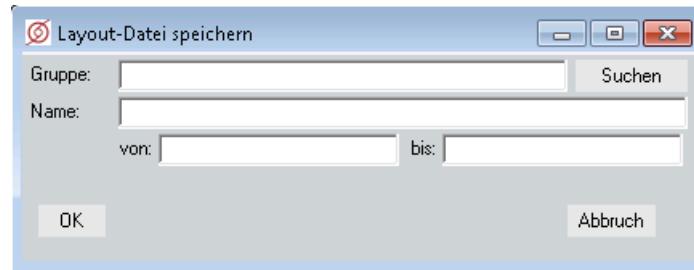 Layout-Datei speichern
Gruppe: Suchen
Name:
von: bis:
OK Abbruch